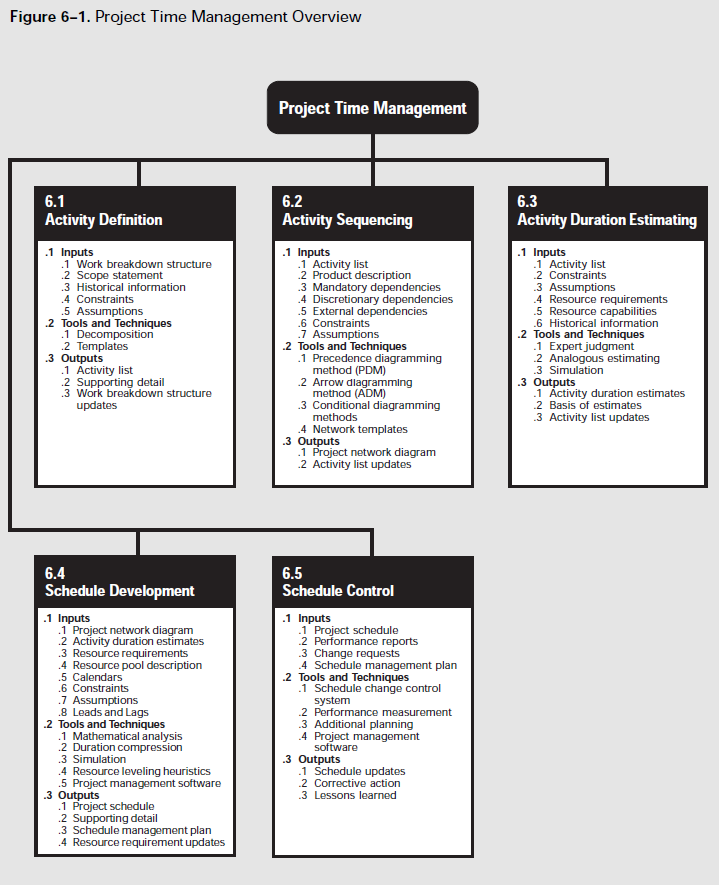 Figure 6–1. Project Time Management Overview
Project Time Management
6.1
Activity Definition
.1 Inputs
.1 Work breakdown structure
.2 Scope statement
.3 Historical information
.4 Constraints
.5 Assumptions
.2 Tools and Techniques
.1 Decomposition
.2 Templates
.3 Outputs
.1 Activity list
.2 Supporting detail
.3 Work breakdown structure
updates
6.2
Activity Sequencing
.1 Inputs
.1 Activity list
.2 Product description
.3 Mandatory dependencies
.4 Discretionary dependencies
.5 External dependencies
.6 Constraints
.7 Assumptions
.2 Tools and Techniques
.1 Precedence diagramming
method (PDM)
.2 Arrow diagramming
method (ADM)
.3 Conditional diagramming
methods
.4 Network templates
.3 Outputs
.1 Project network diagram
.2 Activity list updates
6.3
Activity Duration Estimating
.1 Inputs
.1 Activity list
.2 Constraints
.3 Assumptions
.4 Resource requirements
.5 Resource capabilities
.6 Historical information
.2 Tools and Techniques
.1 Expert judgment
.2 Analogous estimating
.3 Simulation
.3 Outputs
.1 Activity duration estimates
.2 Basis of estimates
.3 Activity list updates
6.4
Schedule Development
.1 Inputs
.1 Project network diagram
.2 Activity duration estimates
.3 Resource requirements
.4 Resource pool description
.5 Calendars
.6 Constraints
.7 Assumptions
.8 Leads and Lags
.2 Tools and Techniques
.1 Mathematical analysis
.2 Duration compression
.3 Simulation
.4 Resource leveling heuristics
.5 Project management software
.3 Outputs
.1 Project schedule
.2 Supporting detail
.3 Schedule management plan
.4 Resource requirement updates
6.5
Schedule Control
.1 Inputs
.1 Project schedule
.2 Performance reports
.3 Change requests
.4 Schedule management plan
.2 Tools and Techniques
.1 Schedule change control
system
.2 Performance measurement
.3 Additional planning
.4 Project management
software
.3 Outputs
.1 Schedule updates
.2 Corrective action
.3 Lessons learned